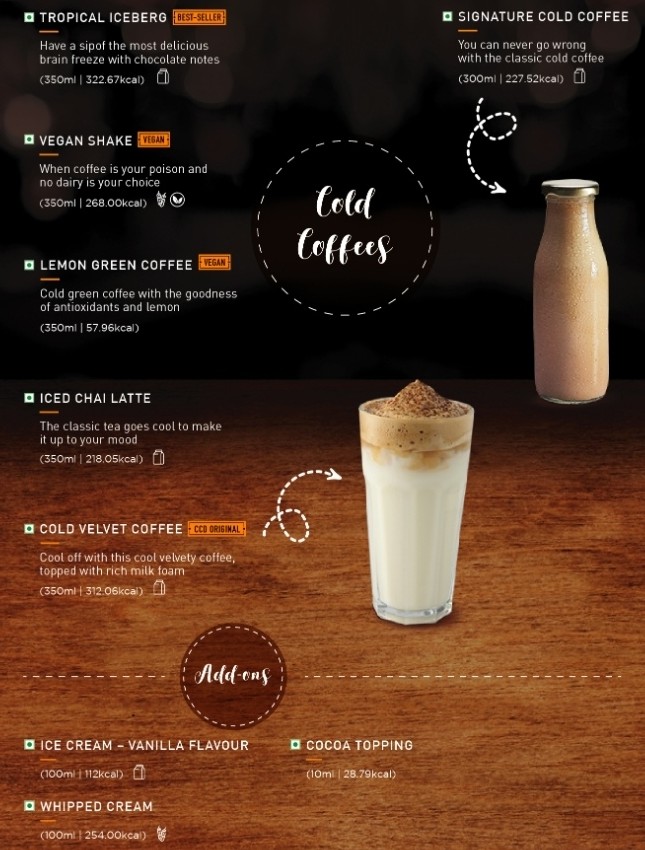 TROPICAL ICEBERG BEST-SELLER
Have a sipof the most delicious
brain freeze with chocolate notes
(350ml | 322.67kcal)
SIGNATURE COLD COFFEE
You can never go wrong
with the classic cold coffee
(300ml | 227.52kcal)
VEGAN SHAKE VEGAN
When coffee is your poison and
no dairy is your choice
(350ml | 268.00kcal)
Cold
Coffees
LEMON GREEN COFFEE VEGAN
Cold green coffee with the goodness
of antioxidants and lemon
(350ml | 57.96kcal)
ICED CHAI LATTE
The classic tea goes cool to make
it up to your mood
(350ml | 218.05kcal)
COLD VELVET COFFEE CCD ORIGINAL
Cool off with this cool velvety coffee,
topped with rich milk foam
(350ml | 312.06kcal)
Add-ons
ICE CREAM – VANILLA FLAVOUR
(100ml | 112kcal)
COCOA TOPPING
(10ml | 28.79kcal)
WHIPPED CREAM
(100ml | 254.00kcal)